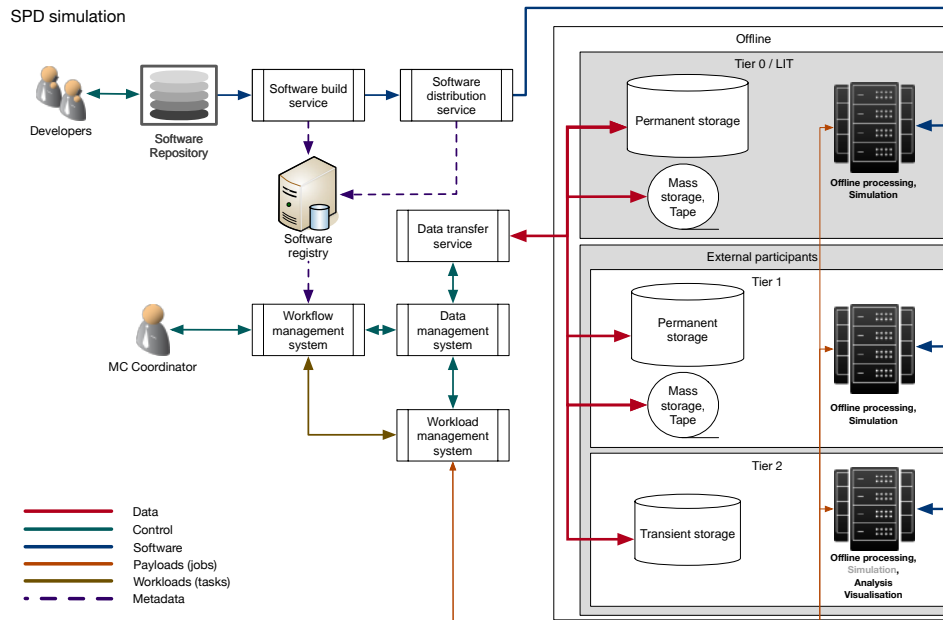 SPD simulation
Developers
Software
Repository
Software build
service
Software
distribution
service
Software
registry
Data transfer
service
MC Coordinator
Workflow
management
system
Data
management
system
Workload
management
system
Offline
Tier 0 / LIT
Permanent storage
Mass
storage,
Tape
Offline processing,
Simulation
External participants
Tier 1
Permanent
storage
Mass
storage,
Tape
Offline processing,
Simulation
Tier 2
Transient storage
Offline processing,
Simulation,
Analysis
Visualisation
Data
Control
Software
Payloads (jobs)
Workloads (tasks)
Metadata